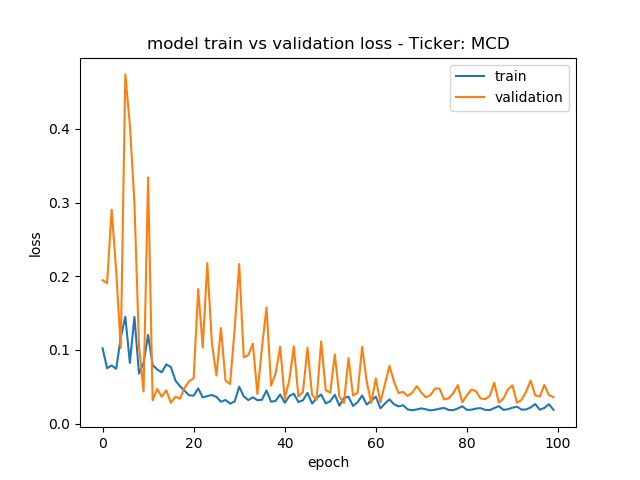 model train vs validation loss - Ticker: MCD
train
validation
loss
0.4
0.3
0.2
0.1
0.0
0
20
40
60
80
100
epoch